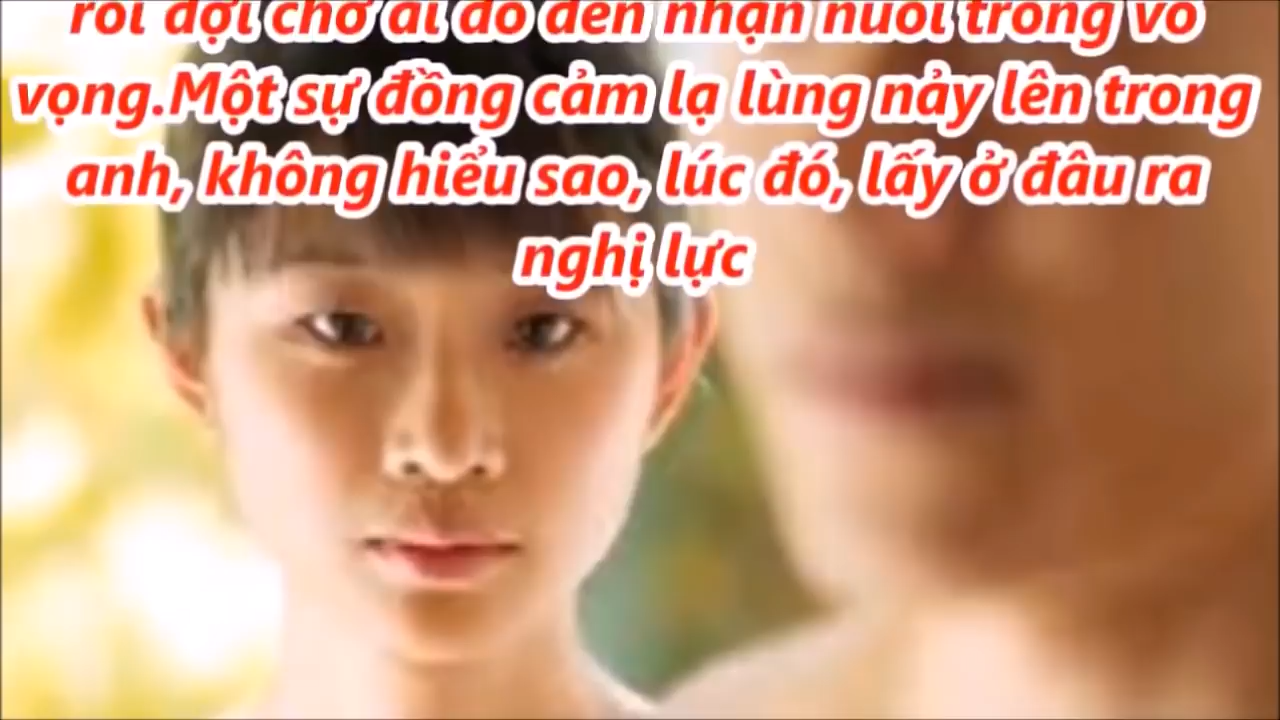 rồi đợi chờ ai đó đến nhận nuôi trong vô
vọng.Một sự đồng cảm lạ lùng nảy lên trong
anh, không hiểu sao, lúc đó, lấy ở đâu ra
nghị lực